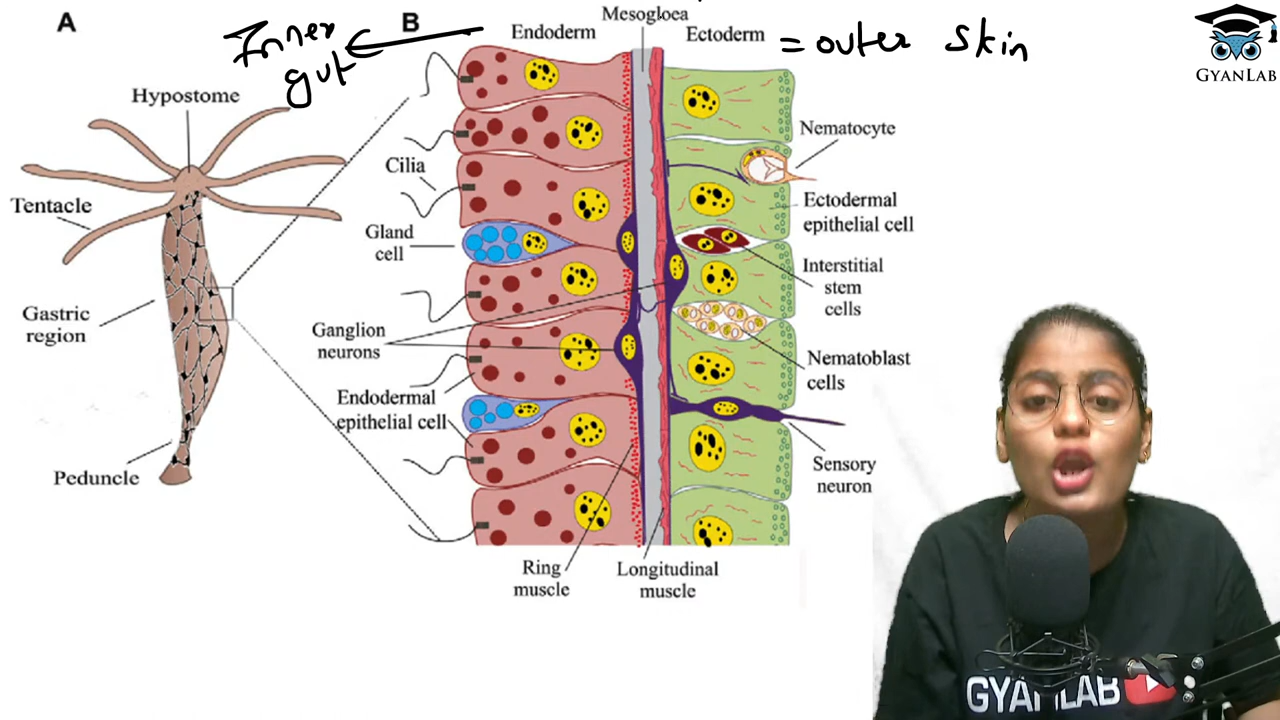 A
Inner
gut
B
Endoderm
Mesogloea
Ectoderm
= outer skin
GYANLAB
Hypostome
Tentacle
Gastric
region
Peduncle
Cilia
Gland
cell
Ganglion
neurons
Endodermal
epithelial cell
Ring
muscle
Longitudinal
muscle
Nematocyte
Ectodermal
epithelial cell
Interstitial
stem
cells
Nematoblast
cells
Sensory
neuron
GYANLAB